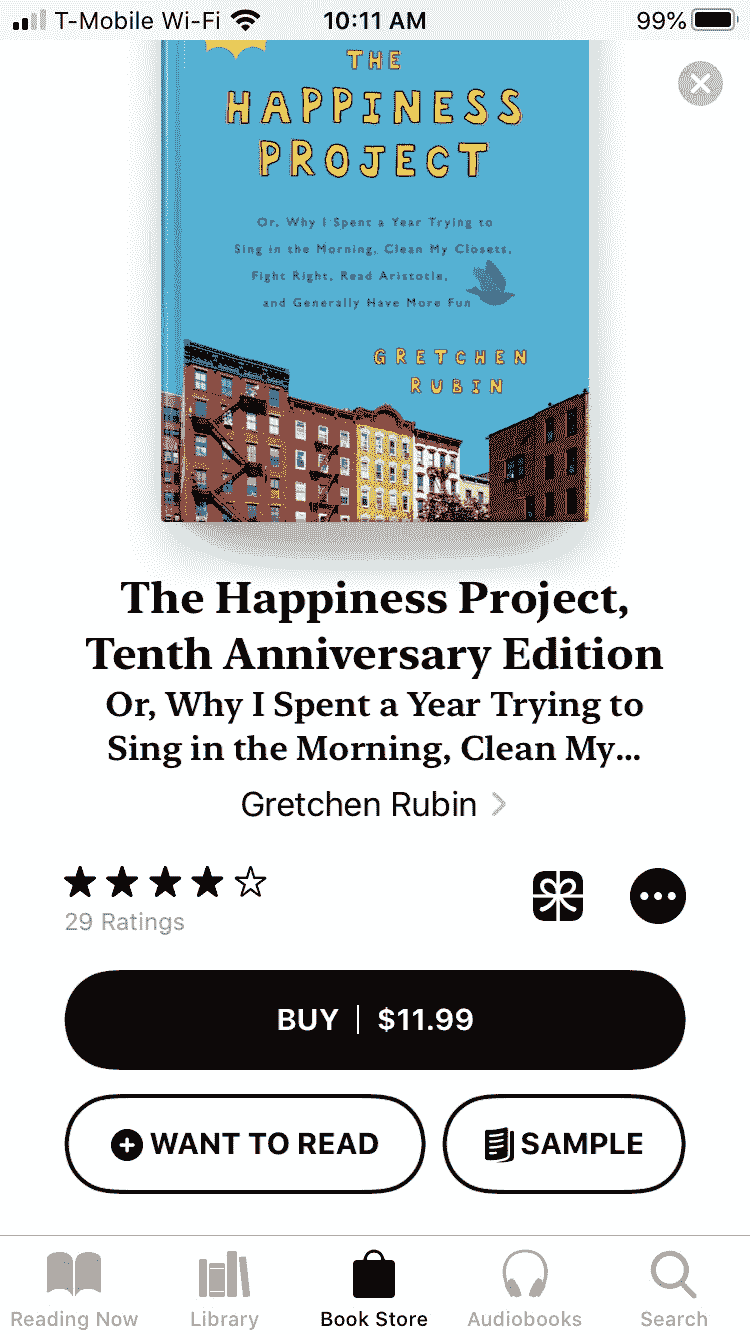 T-Mobile Wi-Fi 10:11 AM 99%
THE
HAPPINESS
PROJECT
Or, Why I Spent a Year Trying to
Sing in the Morning, Clean My Closets,
Fight Right, Read Aristotle,
and Generally Have More Fun
GRETCHEN
RUBIN
The Happiness Project,
Tenth Anniversary Edition
Or, Why I Spent a Year Trying to
Sing in the Morning, Clean My...
Gretchen Rubin
29 Ratings
BUY | $11.99
WANT TO READ SAMPLE
Reading Now Library Book Store Audiobooks Search